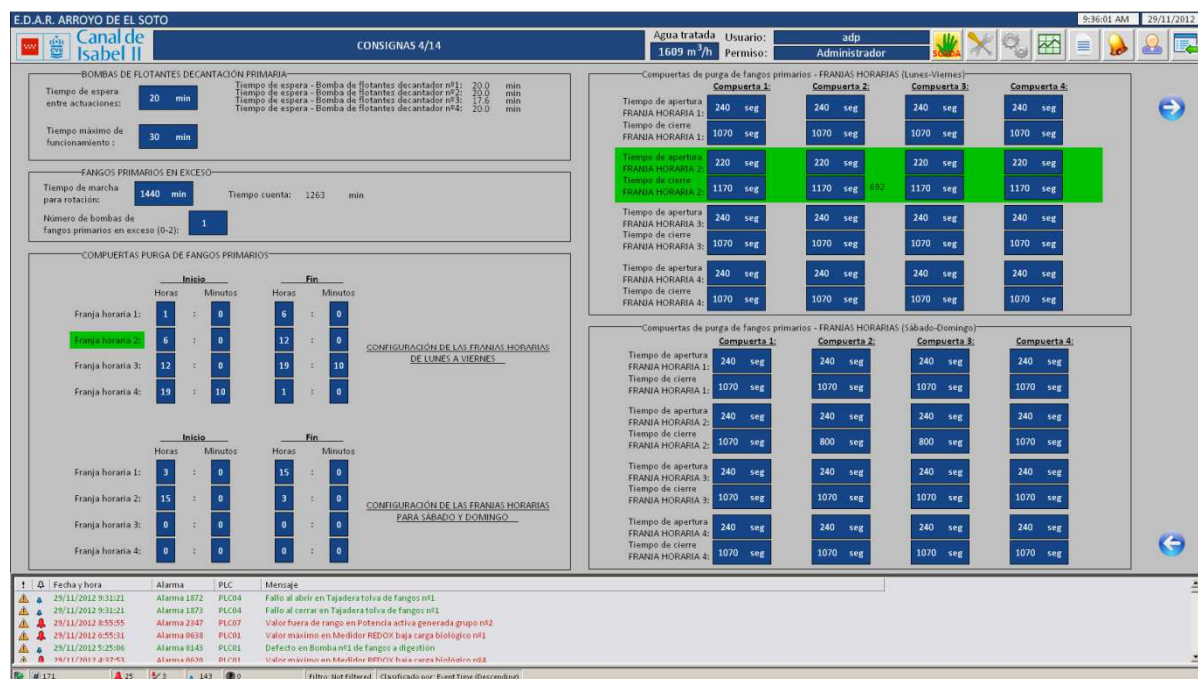 E.D.A.R. ARROYO DE EL SOTO
9:36:01 AM 29/11/2012
Canal de Isabel II
CONSIGNAS 4/14
Agua tratada
1609 m³/h
Usuario: adp
Permiso: Administrador
BOMBAS DE FLOTANTES DECANTACIÓN PRIMARIA
Tiempo de espera entre actuaciones: 20 min
Tiempo de espera - Bomba de flotantes decantador nº1: 20.0 min
Tiempo de espera - Bomba de flotantes decantador nº2: 20.0 min
Tiempo de espera - Bomba de flotantes decantador nº3: 17.6 min
Tiempo de espera - Bomba de flotantes decantador nº4: 20.0 min
Tiempo máximo de funcionamiento : 30 min
FANGOS PRIMARIOS EN EXCESO
Tiempo de marcha para rotación: 1440 min
Tiempo cuenta: 1263 min
Número de bombas de fangos primarios en exceso (0-2): 1
COMPUERTAS PURGA DE FANGOS PRIMARIOS
Inicio Fin
Horas Minutos Horas Minutos
Franja horaria 1: 1 : 0 6 : 0
Franja horaria 2: 6 : 0 12 : 0
Franja horaria 3: 12 : 0 19 : 10
Franja horaria 4: 19 : 10 1 : 0
CONFIGURACIÓN DE LAS FRANJAS HORARIAS
DE LUNES A VIERNES
Inicio Fin
Horas Minutos Horas Minutos
Franja horaria 1: 3 : 0 15 : 0
Franja horaria 2: 15 : 0 3 : 0
Franja horaria 3: 0 : 0 0 : 0
Franja horaria 4: 0 : 0 0 : 0
CONFIGURACIÓN DE LAS FRANJAS HORARIAS
PARA SÁBADO Y DOMINGO
Compuertas de purga de fangos primarios - FRANJAS HORARIAS (Lunes-Viernes)
Compuerta 1: Compuerta 2: Compuerta 3: Compuerta 4:
Tiempo de apertura FRANJA HORARIA 1: 240 seg 240 seg 240 seg 240 seg
Tiempo de cierre FRANJA HORARIA 1: 1070 seg 1070 seg 1070 seg 1070 seg
Tiempo de apertura FRANJA HORARIA 2: 220 seg 220 seg 220 seg 220 seg
Tiempo de cierre FRANJA HORARIA 2: 1170 seg 1170 seg 692 1170 seg 1170 seg
Tiempo de apertura FRANJA HORARIA 3: 240 seg 240 seg 240 seg 240 seg
Tiempo de cierre FRANJA HORARIA 3: 1070 seg 1070 seg 1070 seg 1070 seg
Tiempo de apertura FRANJA HORARIA 4: 240 seg 240 seg 240 seg 240 seg
Tiempo de cierre FRANJA HORARIA 4: 1070 seg 1070 seg 1070 seg 1070 seg
Compuertas de purga de fangos primarios - FRANJAS HORARIAS (Sábado-Domingo)
Compuerta 1: Compuerta 2: Compuerta 3: Compuerta 4:
Tiempo de apertura FRANJA HORARIA 1: 240 seg 240 seg 240 seg 240 seg
Tiempo de cierre FRANJA HORARIA 1: 1070 seg 1070 seg 1070 seg 1070 seg
Tiempo de apertura FRANJA HORARIA 2: 240 seg 240 seg 240 seg 240 seg
Tiempo de cierre FRANJA HORARIA 2: 1070 seg 800 seg 800 seg 1070 seg
Tiempo de apertura FRANJA HORARIA 3: 240 seg 240 seg 240 seg 240 seg
Tiempo de cierre FRANJA HORARIA 3: 1070 seg 1070 seg 1070 seg 1070 seg
Tiempo de apertura FRANJA HORARIA 4: 240 seg 240 seg 240 seg 240 seg
Tiempo de cierre FRANJA HORARIA 4: 1070 seg 1070 seg 1070 seg 1070 seg
! Fecha y hora Alarma PLC Mensaje
29/11/2012 9:31:21 Alarma 1872 PLC04 Fallo al abrir en Tajadera tolva de fangos nº1
29/11/2012 9:31:21 Alarma 1873 PLC04 Fallo al cerrar en Tajadera tolva de fangos nº1
29/11/2012 8:55:55 Alarma 2347 PLC07 Valor fuera de rango en Potencia activa generada grupo nº2
29/11/2012 6:55:31 Alarma 0638 PLC01 Valor máximo en Medidor REDOX baja carga biológico nº1
29/11/2012 5:25:06 Alarma 0143 PLC01 Defecto en Bomba nº1 de fangos a digestion
29/11/2012 4:37:53 Alarma 0620 PLC01 Valor máximo en Medidor REDOX baja carga biológico nº4
# 171 25 3 143 0 Filtro: Not Filtered Clasificado por: Event Time (Descending)